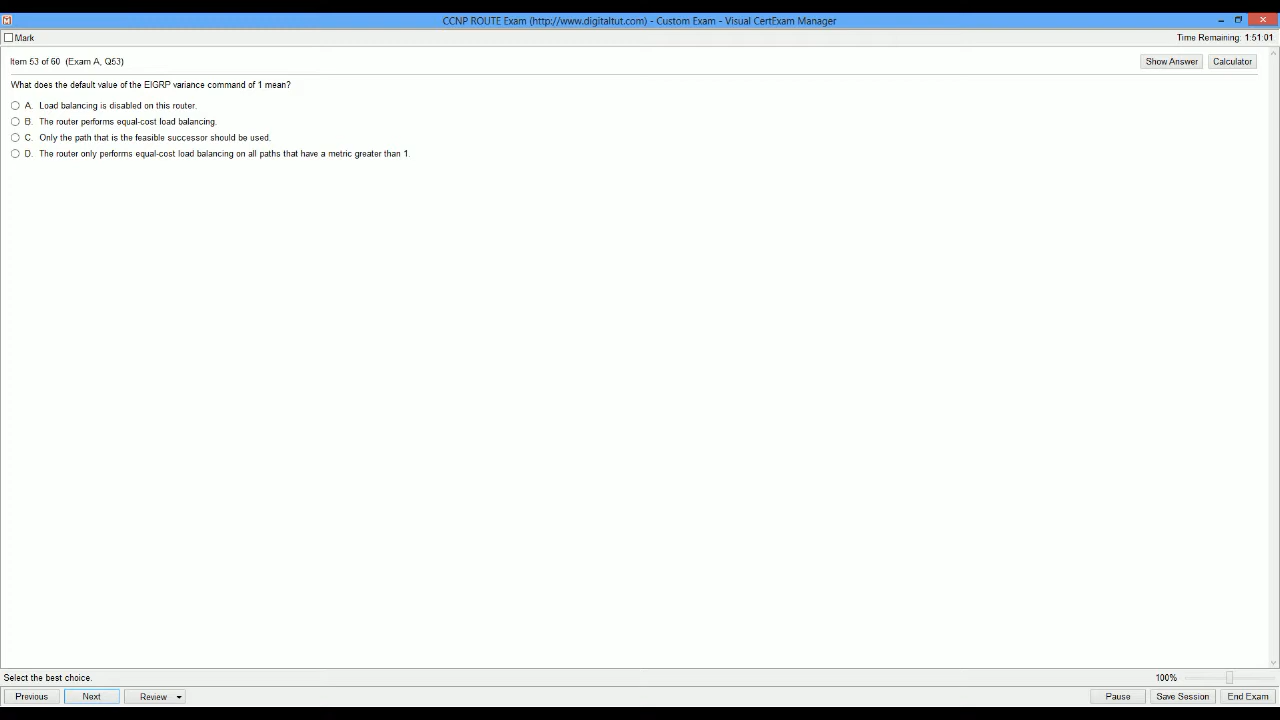 CCNP ROUTE Exam (http://www.digitaltut.com) - Custom Exam - Visual CertExam Manager
Mark
Time Remaining: 1:51:01
Item 53 of 60 (Exam A, Q53)
Show Answer
Calculator
What does the default value of the EIGRP variance command of 1 mean?
A. Load balancing is disabled on this router.
B. The router performs equal-cost load balancing.
C. Only the path that is the feasible successor should be used.
D. The router only performs equal-cost load balancing on all paths that have a metric greater than 1.
Select the best choice.
100%
Previous
Next
Review
Pause
Save Session
End Exam